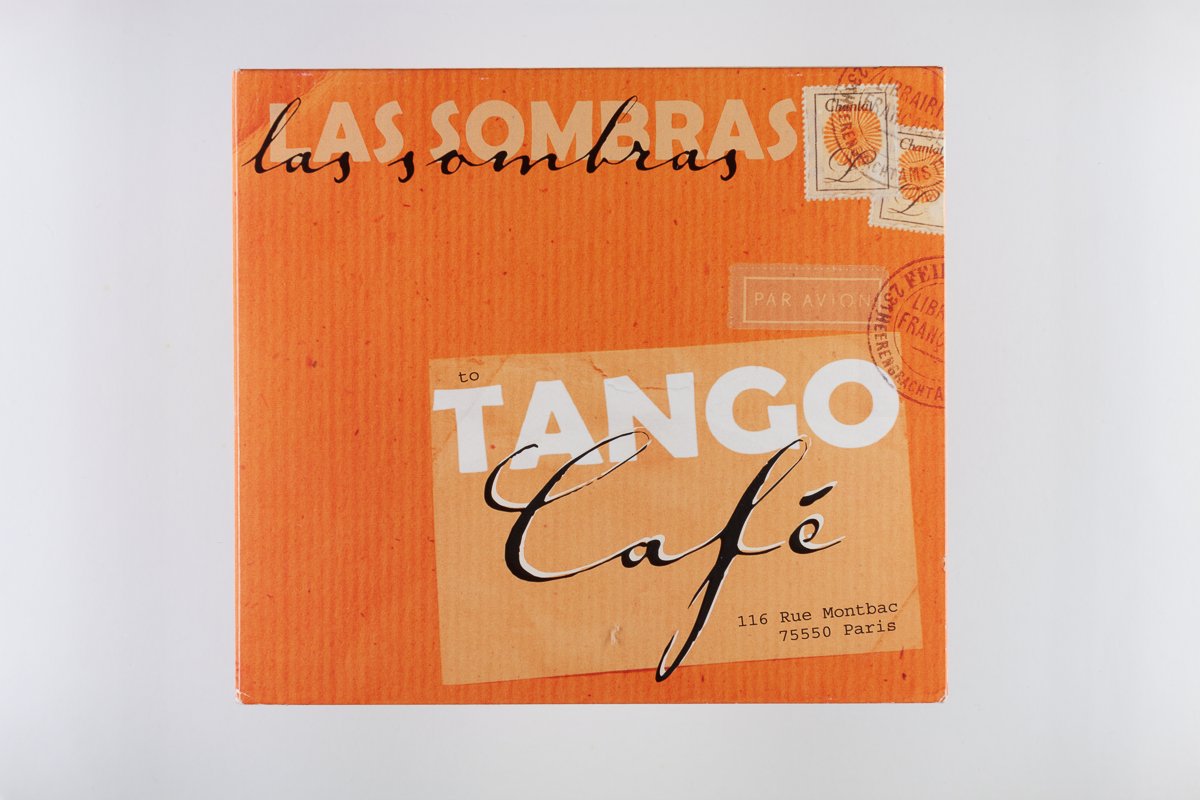 LAS SOMBRAS
las sombras
Chantal
Chantal
PAR AVION
to
TANGO
Café
116 Rue Montbac
75550 Paris